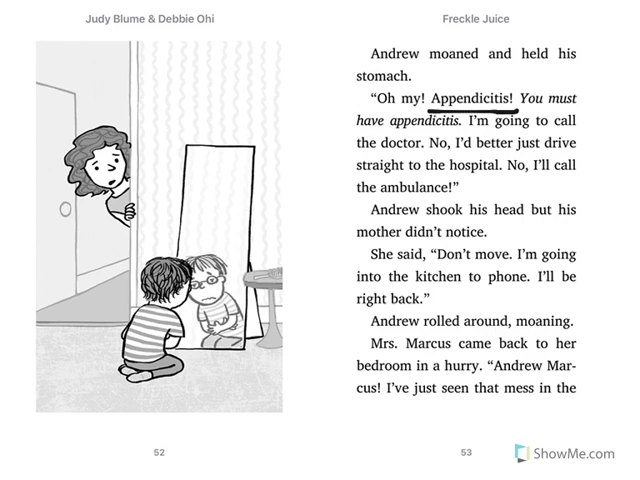 Judy Blume & Debbie Ohi
Freckle Juice
Andrew moaned and held his
stomach.
“Oh my! Appendicitis! You must
have appendicitis. I’m going to call
the doctor. No, I’d better just drive
straight to the hospital. No, I’ll call
the ambulance!”
Andrew shook his head but his
mother didn’t notice.
She said, “Don’t move. I’m going
into the kitchen to phone. I’ll be
right back.”
Andrew rolled around, moaning.
Mrs. Marcus came back to her
bedroom in a hurry. “Andrew Mar-
cus! I’ve just seen that mess in the
52
53
ShowMe.com